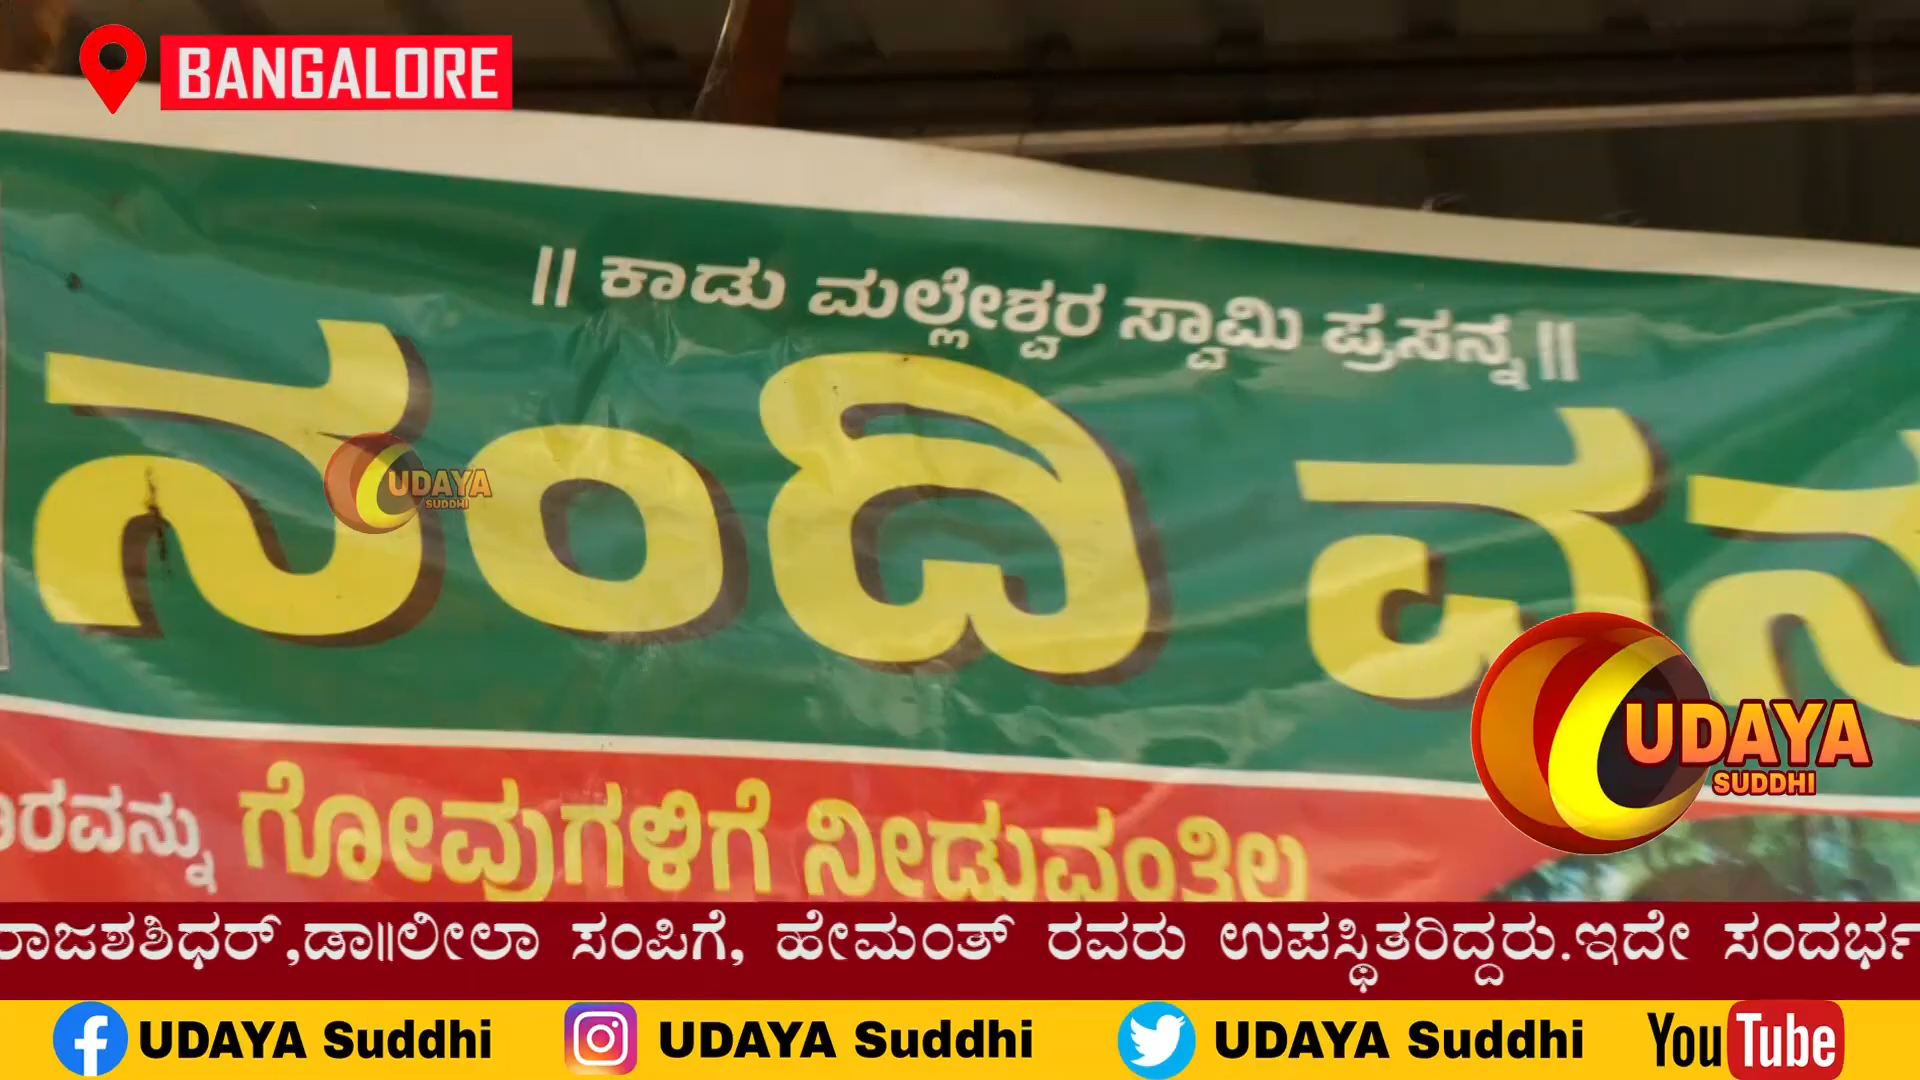 BANGALORE
|| ಕಾಡು ಮಲ್ಲೇಶ್ವರ ಸ್ವಾಮಿ ಪ್ರಸನ್ನ ||
ನಂದಿ ವನ
UDAYA
SUDDHI
UDAYA
SUDDHI
ಗೋವುಗಳಿಗೆ ನೀಡುವಂತಿಲ್ಲ
ರಾಜಶಶಿಧರ್,ಡಾ||ಲೀಲಾ ಸಂಪಿಗೆ, ಹೇಮಂತ್ ರವರು ಉಪಸ್ಥಿತರಿದ್ದರು.ಇದೇ ಸಂದರ್ಭ
UDAYA Suddhi UDAYA Suddhi UDAYA Suddhi YouTube